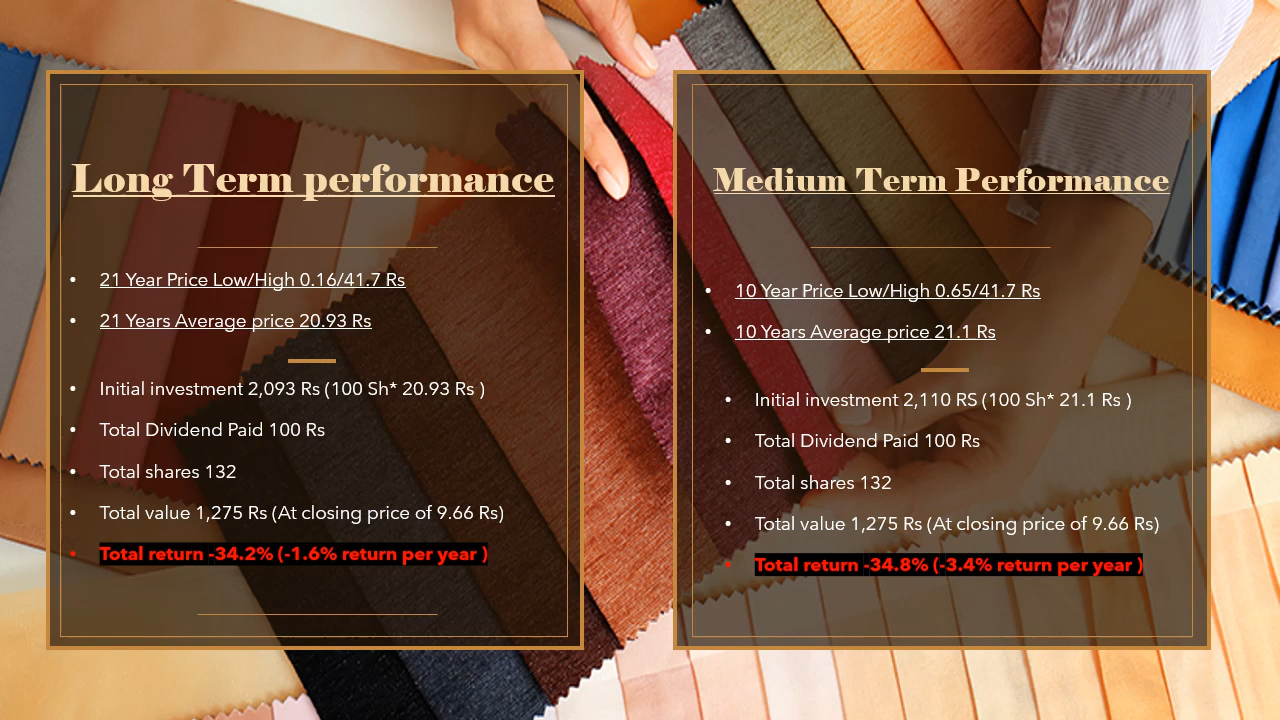 Long Term performance
• 21 Year Price Low/High 0.16/41.7 Rs
• 21 Years Average price 20.93 Rs
• Initial investment 2,093 Rs (100 Sh* 20.93 Rs )
• Total Dividend Paid 100 Rs
• Total shares 132
• Total value 1,275 Rs (At closing price of 9.66 Rs)
• Total return -34.2% (-1.6% return per year )
Medium Term Performance
• 10 Year Price Low/High 0.65/41.7 Rs
• 10 Years Average price 21.1 Rs
• Initial investment 2,110 RS (100 Sh* 21.1 Rs )
• Total Dividend Paid 100 Rs
• Total shares 132
• Total value 1,275 Rs (At closing price of 9.66 Rs)
• Total return -34.8% (-3.4% return per year )